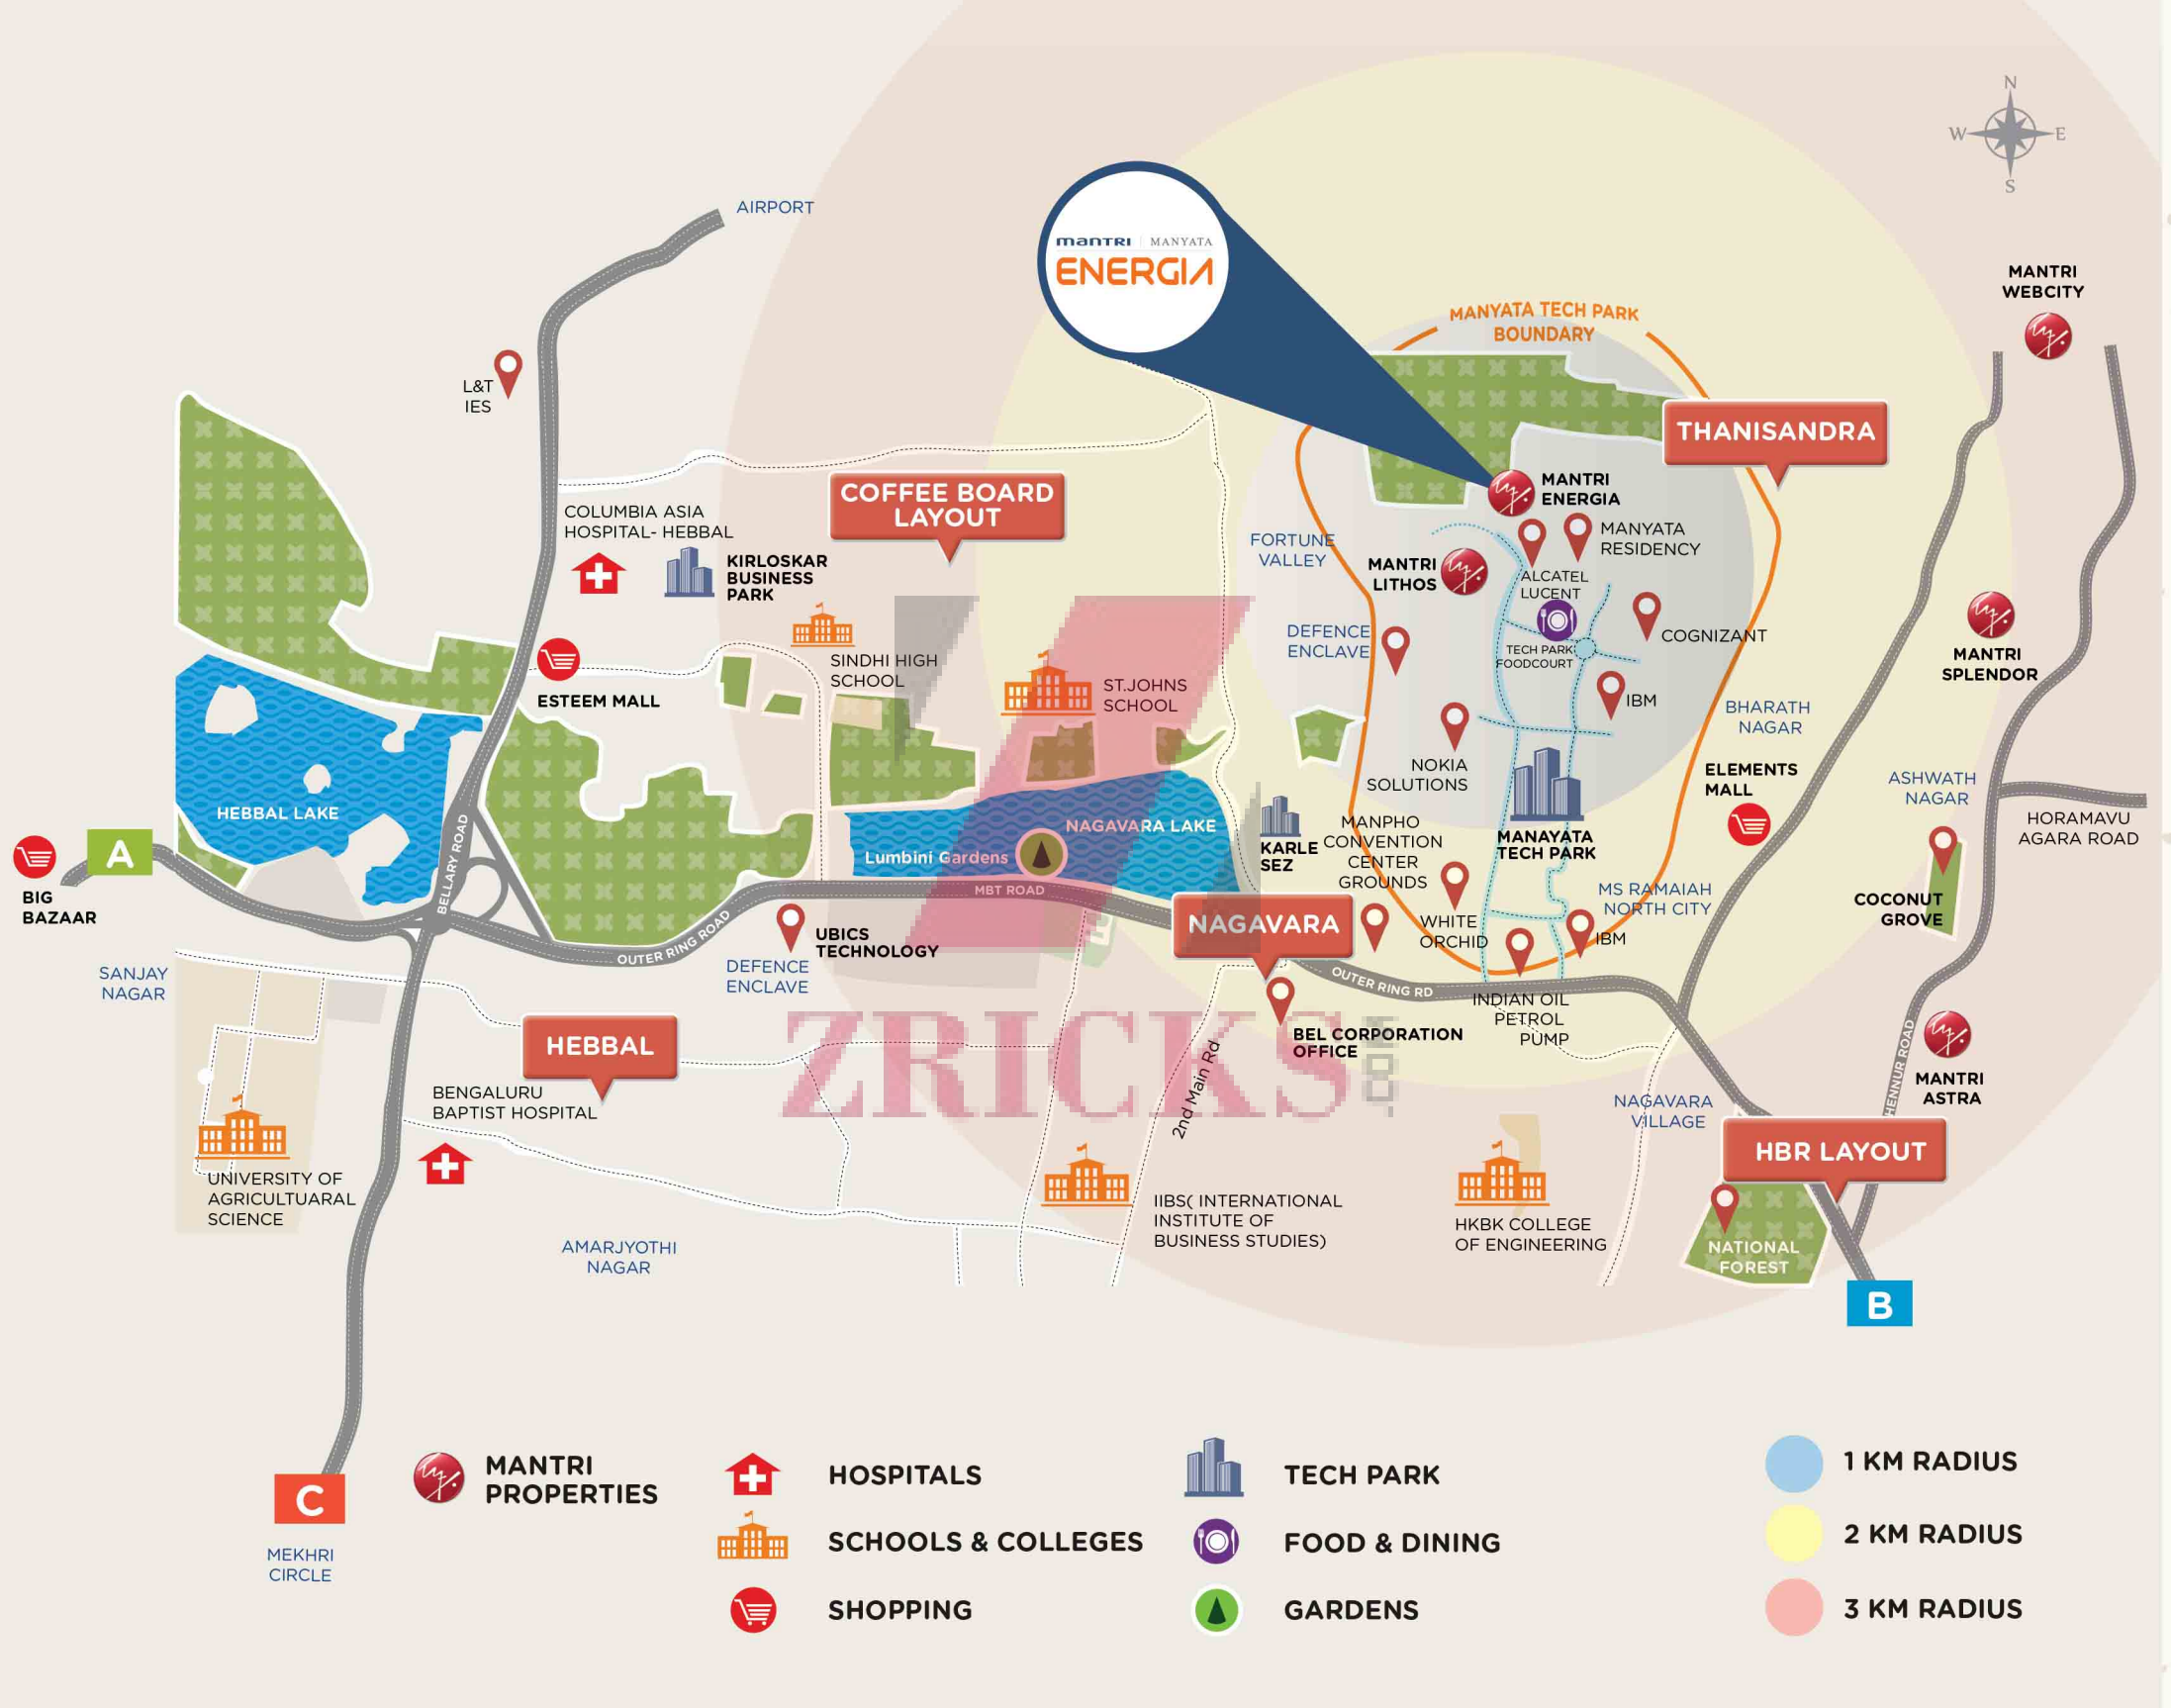 N
W
E
S
AIRPORT
mantri | MANYATA
ENERGIA
MANTRI
WEBCITY
MANYATA TECH PARK
BOUNDARY
L&T
IES
THANISANDRA
COFFEE BOARD
LAYOUT
MANTRI
ENERGIA
COLUMBIA ASIA
HOSPITAL- HEBBAL
KIRLOSKAR
BUSINESS
PARK
FORTUNE
VALLEY
MANTRI
LITHOS
MANYATA
RESIDENCY
ALCATEL
LUCENT
COGNIZANT
DEFENCE
ENCLAVE
TECH PARK
FOODCOURT
SINDHI HIGH
SCHOOL
ST.JOHNS
SCHOOL
MANTRI
SPLENDOR
ESTEEM MALL
IBM
BHARATH
NAGAR
NOKIA
SOLUTIONS
ELEMENTS
MALL
ASHWATH
NAGAR
HORAMAVU
AGARA ROAD
HEBBAL LAKE
NAGAVARA LAKE
Lumbini Gardens
MBT ROAD
KARLE
SEZ
MANPHO
CONVENTION
CENTER
GROUNDS
MANAYATA
TECH PARK
A
BIG
BAZAAR
BELLARY ROAD
OUTER RING ROAD
UBICS
TECHNOLOGY
NAGAVARA
WHITE
ORCHID
MS RAMAIAH
NORTH CITY
IBM
COCONUT
GROVE
SANJAY
NAGAR
DEFENCE
ENCLAVE
OUTER RING RD
INDIAN OIL
PETROL
PUMP
BEL CORPORATION
OFFICE
HEBBAL
ZRICKS
.COM
2nd Main Rd
HENNUR ROAD
MANTRI
ASTRA
BENGALURU
BAPTIST HOSPITAL
NAGAVARA
VILLAGE
HBR LAYOUT
UNIVERSITY OF
AGRICULTUARAL
SCIENCE
IIBS( INTERNATIONAL
INSTITUTE OF
BUSINESS STUDIES)
HKBK COLLEGE
OF ENGINEERING
NATIONAL
FOREST
AMARJYOTHI
NAGAR
B
C
MEKHRI
CIRCLE
MANTRI
PROPERTIES
HOSPITALS
SCHOOLS & COLLEGES
SHOPPING
TECH PARK
FOOD & DINING
GARDENS
1 KM RADIUS
2 KM RADIUS
3 KM RADIUS